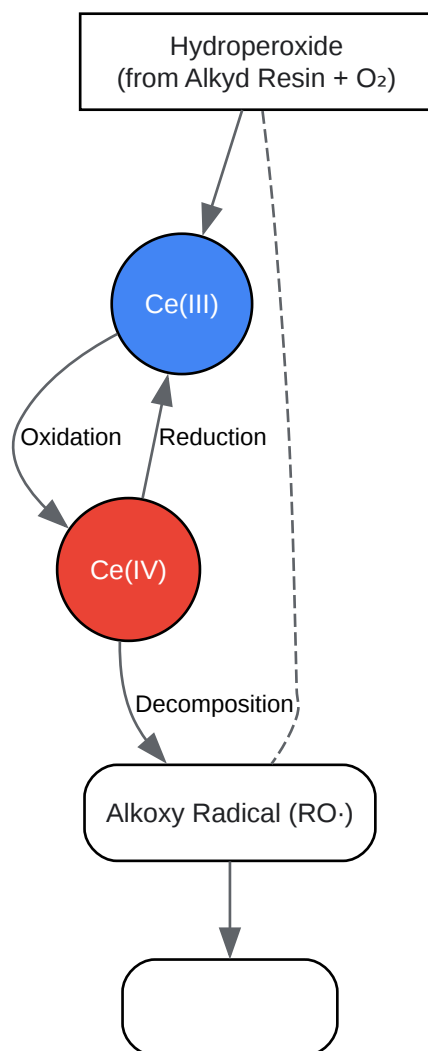 Hydroperoxide
(from Alkyd Resin + O₂)
Ce(III)
Oxidation
Reduction
Ce(IV)
Decomposition
Alkoxy Radical (RO·)